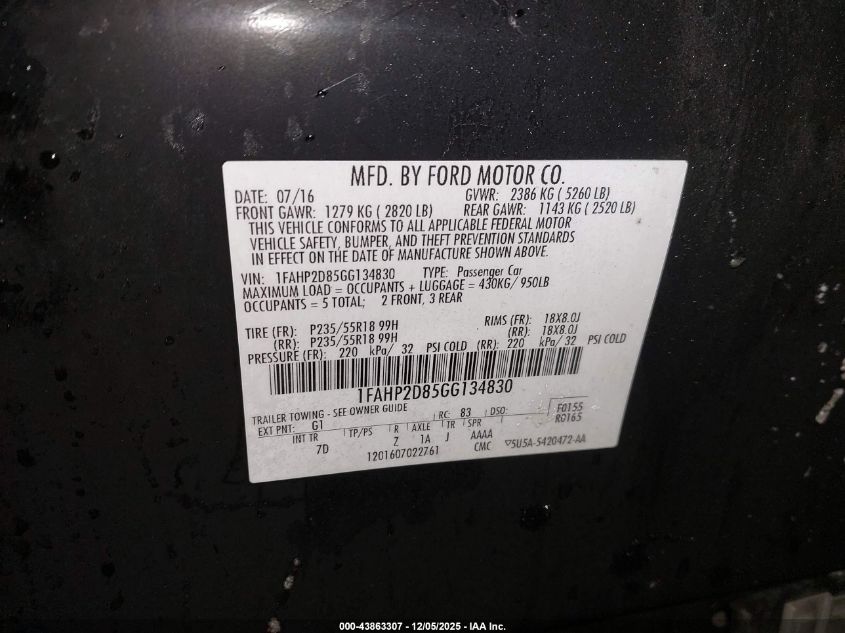 MFD. BY FORD MOTOR CO.
DATE: 07/16 GVWR: 2386 KG ( 5260 LB)
FRONT GAWR: 1279 KG ( 2820 LB) REAR GAWR: 1143 KG ( 2520 LB)
THIS VEHICLE CONFORMS TO ALL APPLICABLE FEDERAL MOTOR
VEHICLE SAFETY, BUMPER, AND THEFT PREVENTION STANDARDS
IN EFFECT ON THE DATE OF MANUFACTURE SHOWN ABOVE.
VIN: 1FAHP2D85GG134830 TYPE: Passenger Car
MAXIMUM LOAD = OCCUPANTS + LUGGAGE = 430KG/ 950LB
OCCUPANTS = 5 TOTAL; 2 FRONT, 3 REAR
TIRE (FR): P235/55R18 99H RIMS (FR): 18X8.0J
(RR): P235/55R18 99H (RR): 18X8.0J
PRESSURE (FR): 220 kPa/ 32 PSI COLD (RR): 220 kPa/ 32 PSI COLD
1FAHP2D85GG134830
TRAILER TOWING - SEE OWNER GUIDE
EXT PNT: G1 RC: 83 DSO: F0155
R0165
INT TR TP/PS R AXLE TR SPR
7D Z 1A J AAAA
1201607022761 CMC 5U5A-5420472-AA
000-43863307 - 12/05/2025 - IAA Inc.